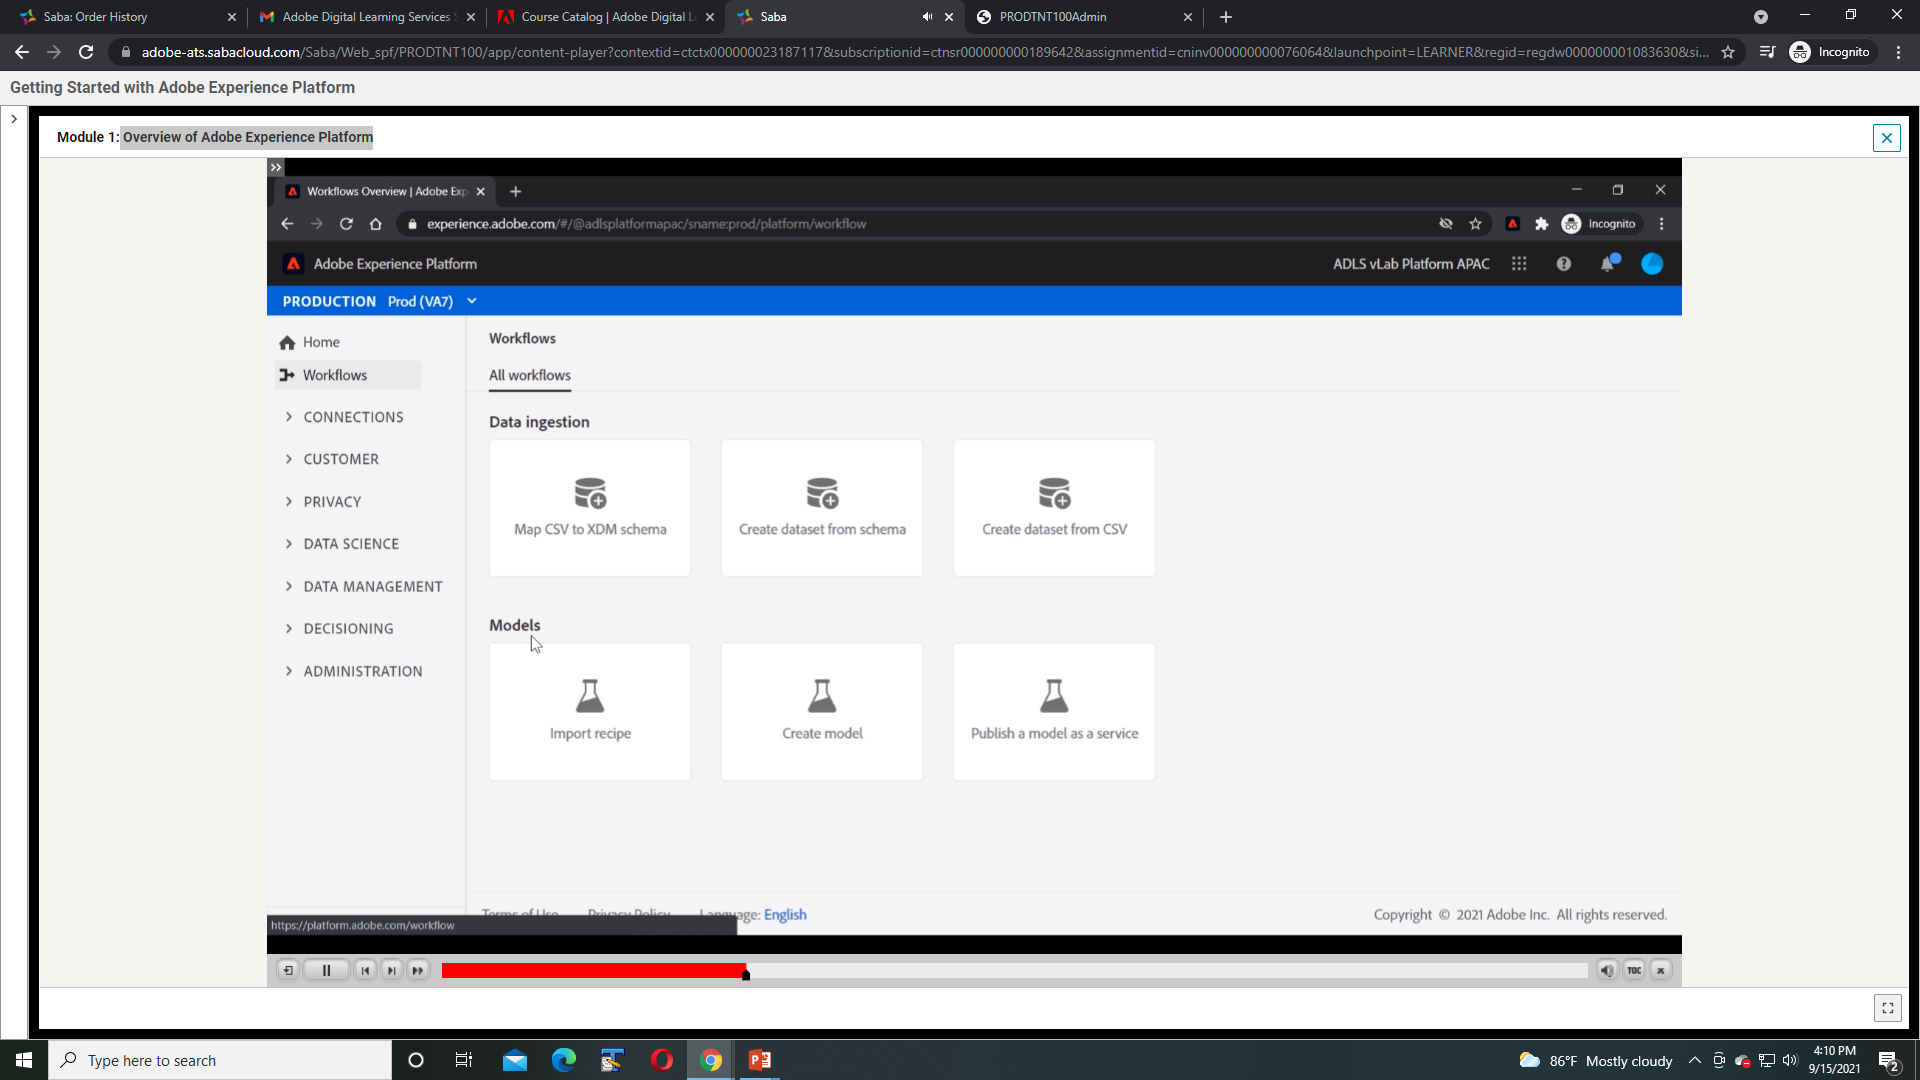 Saba: Order History
Adobe Digital Learning Services S
Course Catalog | Adobe Digital L
Saba
PRODTNT100Admin
adobe-ats.sabacloud.com/Saba/Web_spf/PRODTNT100/app/content-player?contextid=ctctx000000023187117&subscriptionid=ctnsr000000000189642&assignmentid=cninv000000000076064&launchpoint=LEARNER&regid=regdw000000001083630&si...
Incognito
Getting Started with Adobe Experience Platform
Module 1: Overview of Adobe Experience Platform
Workflows Overview | Adobe Exp
experience.adobe.com/#/@adlsplatformapac/sname:prod/platform/workflow
Incognito
Adobe Experience Platform
ADLS vLab Platform APAC
PRODUCTION Prod (VA7)
Home
Workflows
CONNECTIONS
CUSTOMER
PRIVACY
DATA SCIENCE
DATA MANAGEMENT
DECISIONING
ADMINISTRATION
Workflows
All workflows
Data ingestion
Map CSV to XDM schema
Create dataset from schema
Create dataset from CSV
Models
Import recipe
Create model
Publish a model as a service
Terms of Use
Privacy Policy
Language: English
Copyright © 2021 Adobe Inc. All rights reserved.
https://platform.adobe.com/workflow
TOC
Type here to search
86°F Mostly cloudy
4:10 PM
9/15/2021
2